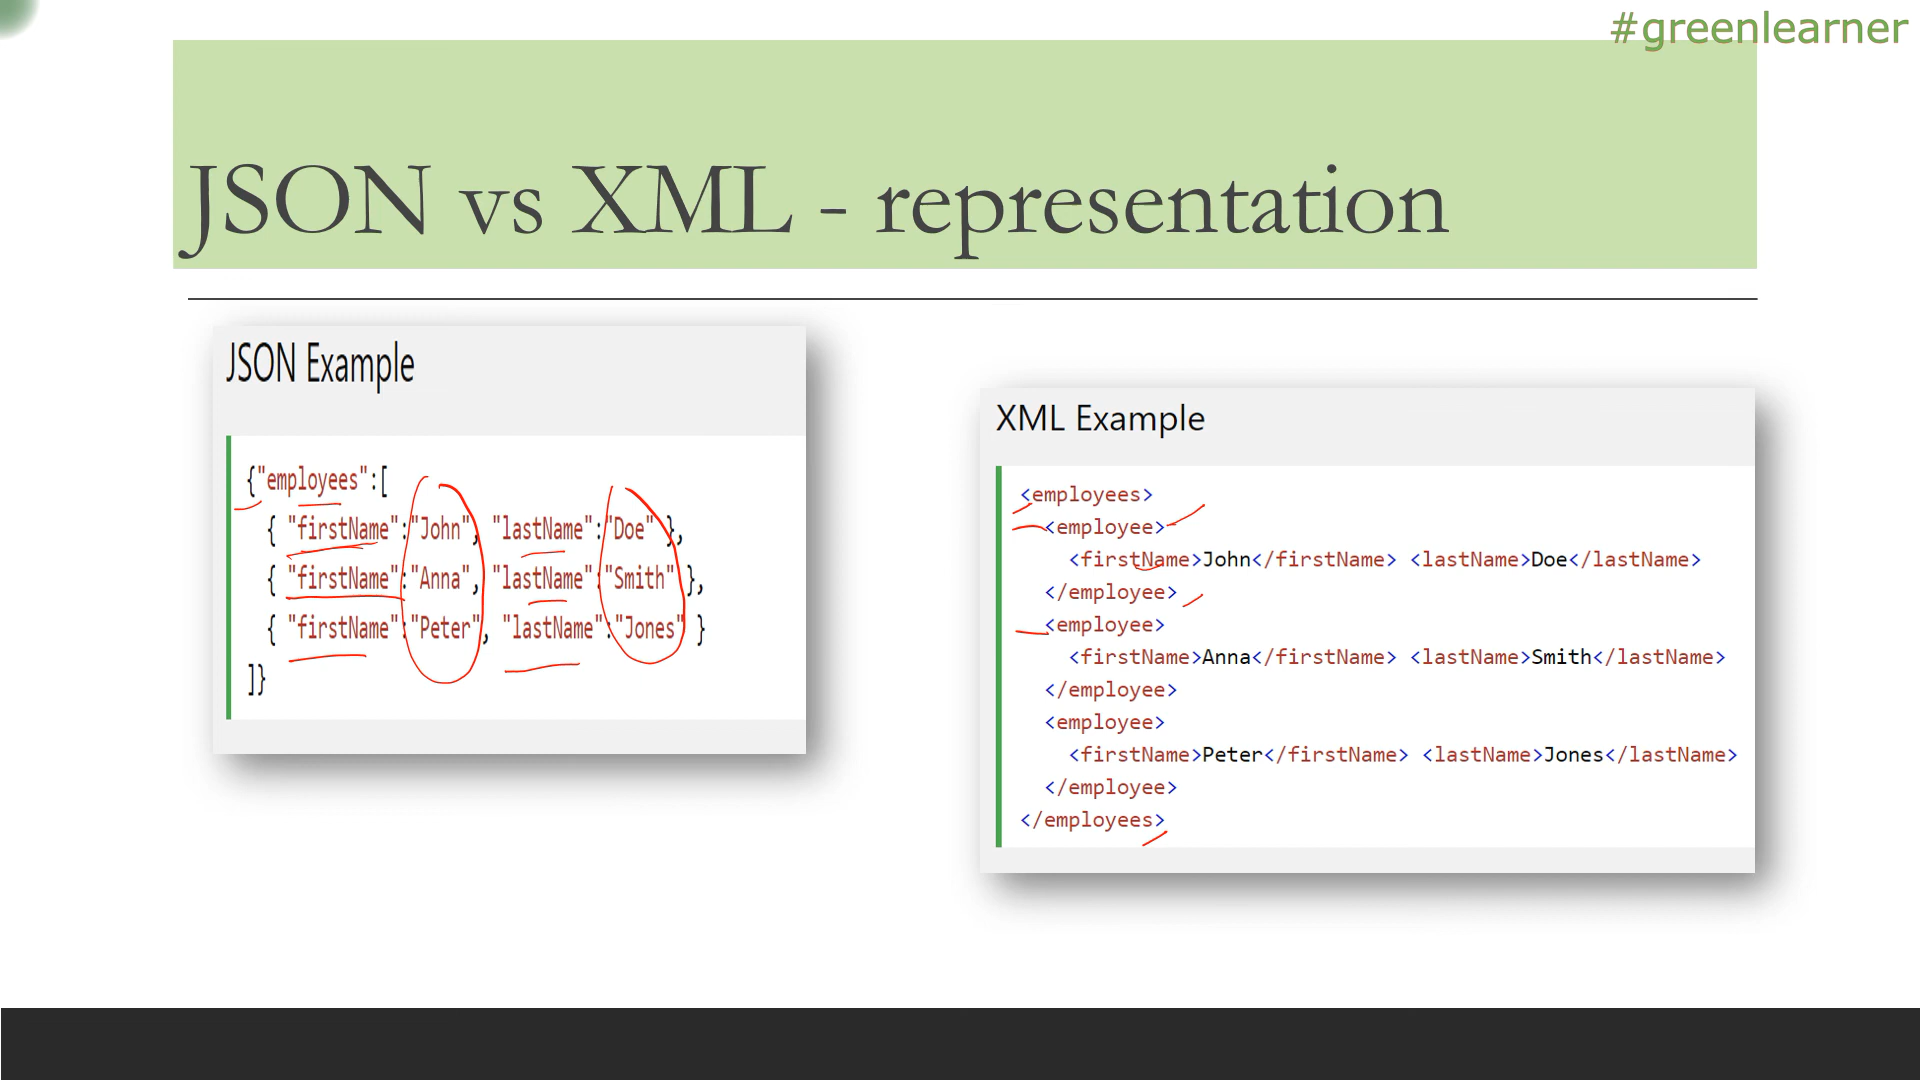 #greenlearner
JSON vs XML - representation
JSON Example
{"employees":[
{ "firstName":"John", "lastName":"Doe" },
{ "firstName":"Anna", "lastName":"Smith" },
{ "firstName":"Peter", "lastName":"Jones" }
]}
XML Example
<employees>
<employee>
<firstName>John</firstName> <lastName>Doe</lastName>
</employee>
<employee>
<firstName>Anna</firstName> <lastName>Smith</lastName>
</employee>
<employee>
<firstName>Peter</firstName> <lastName>Jones</lastName>
</employee>
</employees>